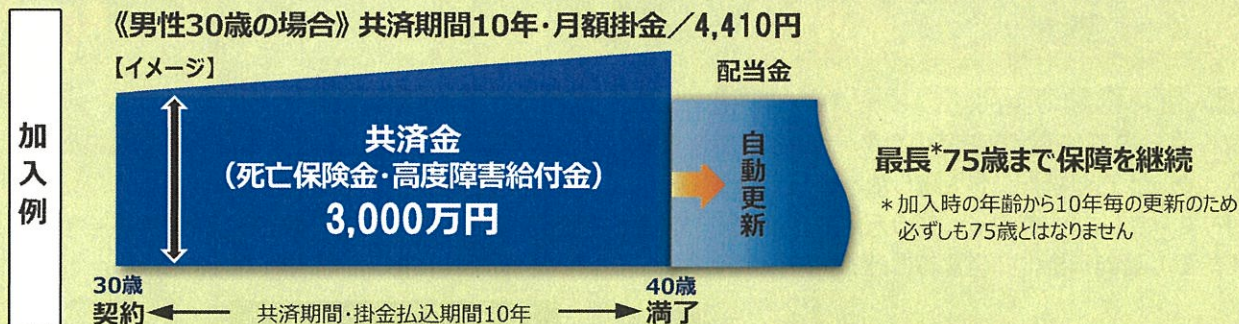 加入例
《男性30歳の場合》共済期間10年・月額掛金／4,410円
【イメージ】
配当金
共済金
（死亡保険金・高度障害給付金）
3,000万円
自動更新
最長*75歳まで保障を継続
＊加入時の年齢から10年毎の更新のため
必ずしも75歳とはなりません
30歳
契約
共済期間・掛金払込期間10年
40歳
満了